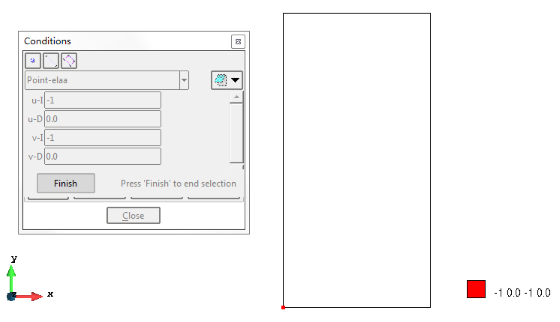 Conditions
Point-elaa
u-I -1
u-D 0.0
v-I -1
v-D 0.0
Finish Press 'Finish' to end selection
Close
y
x
-1 0.0 -1 0.0